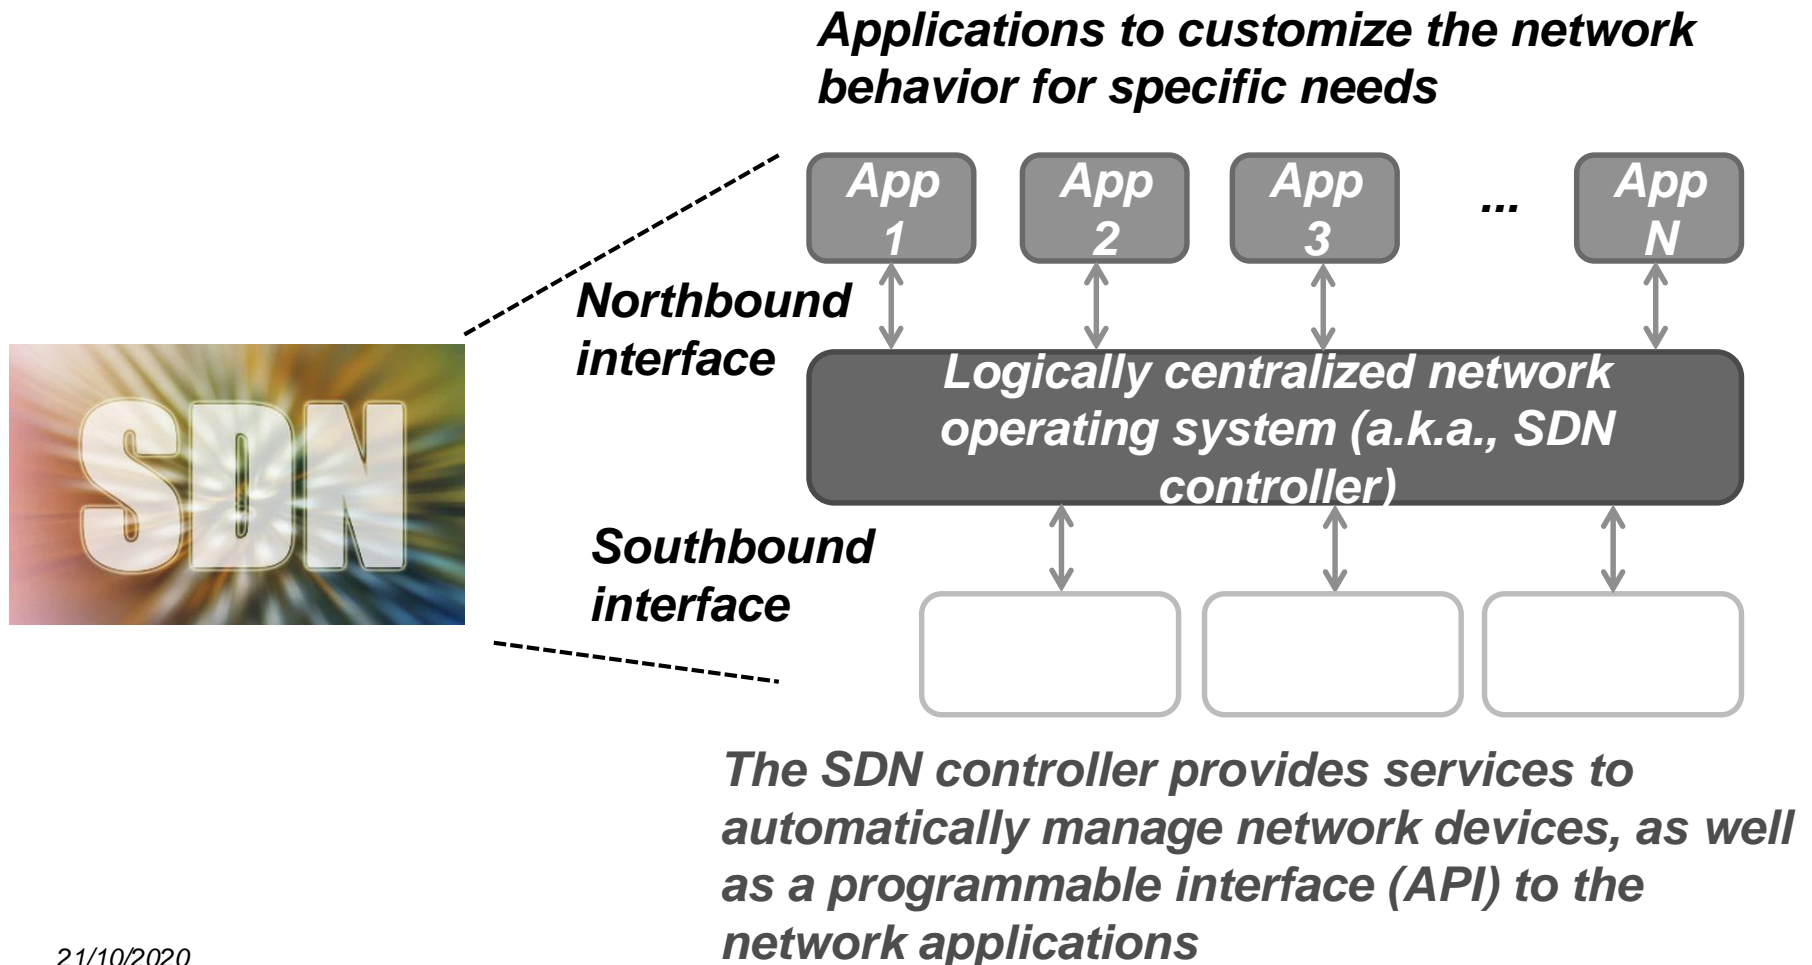 Applications to customize the network
behavior for specific needs
App
1
App
2
App
3
...
App
N
Northbound
interface
SDN
Logically centralized network
operating system (a.k.a., SDN
controller)
Southbound
interface
The SDN controller provides services to
automatically manage network devices, as well
as a programmable interface (API) to the
network applications
21/10/2020